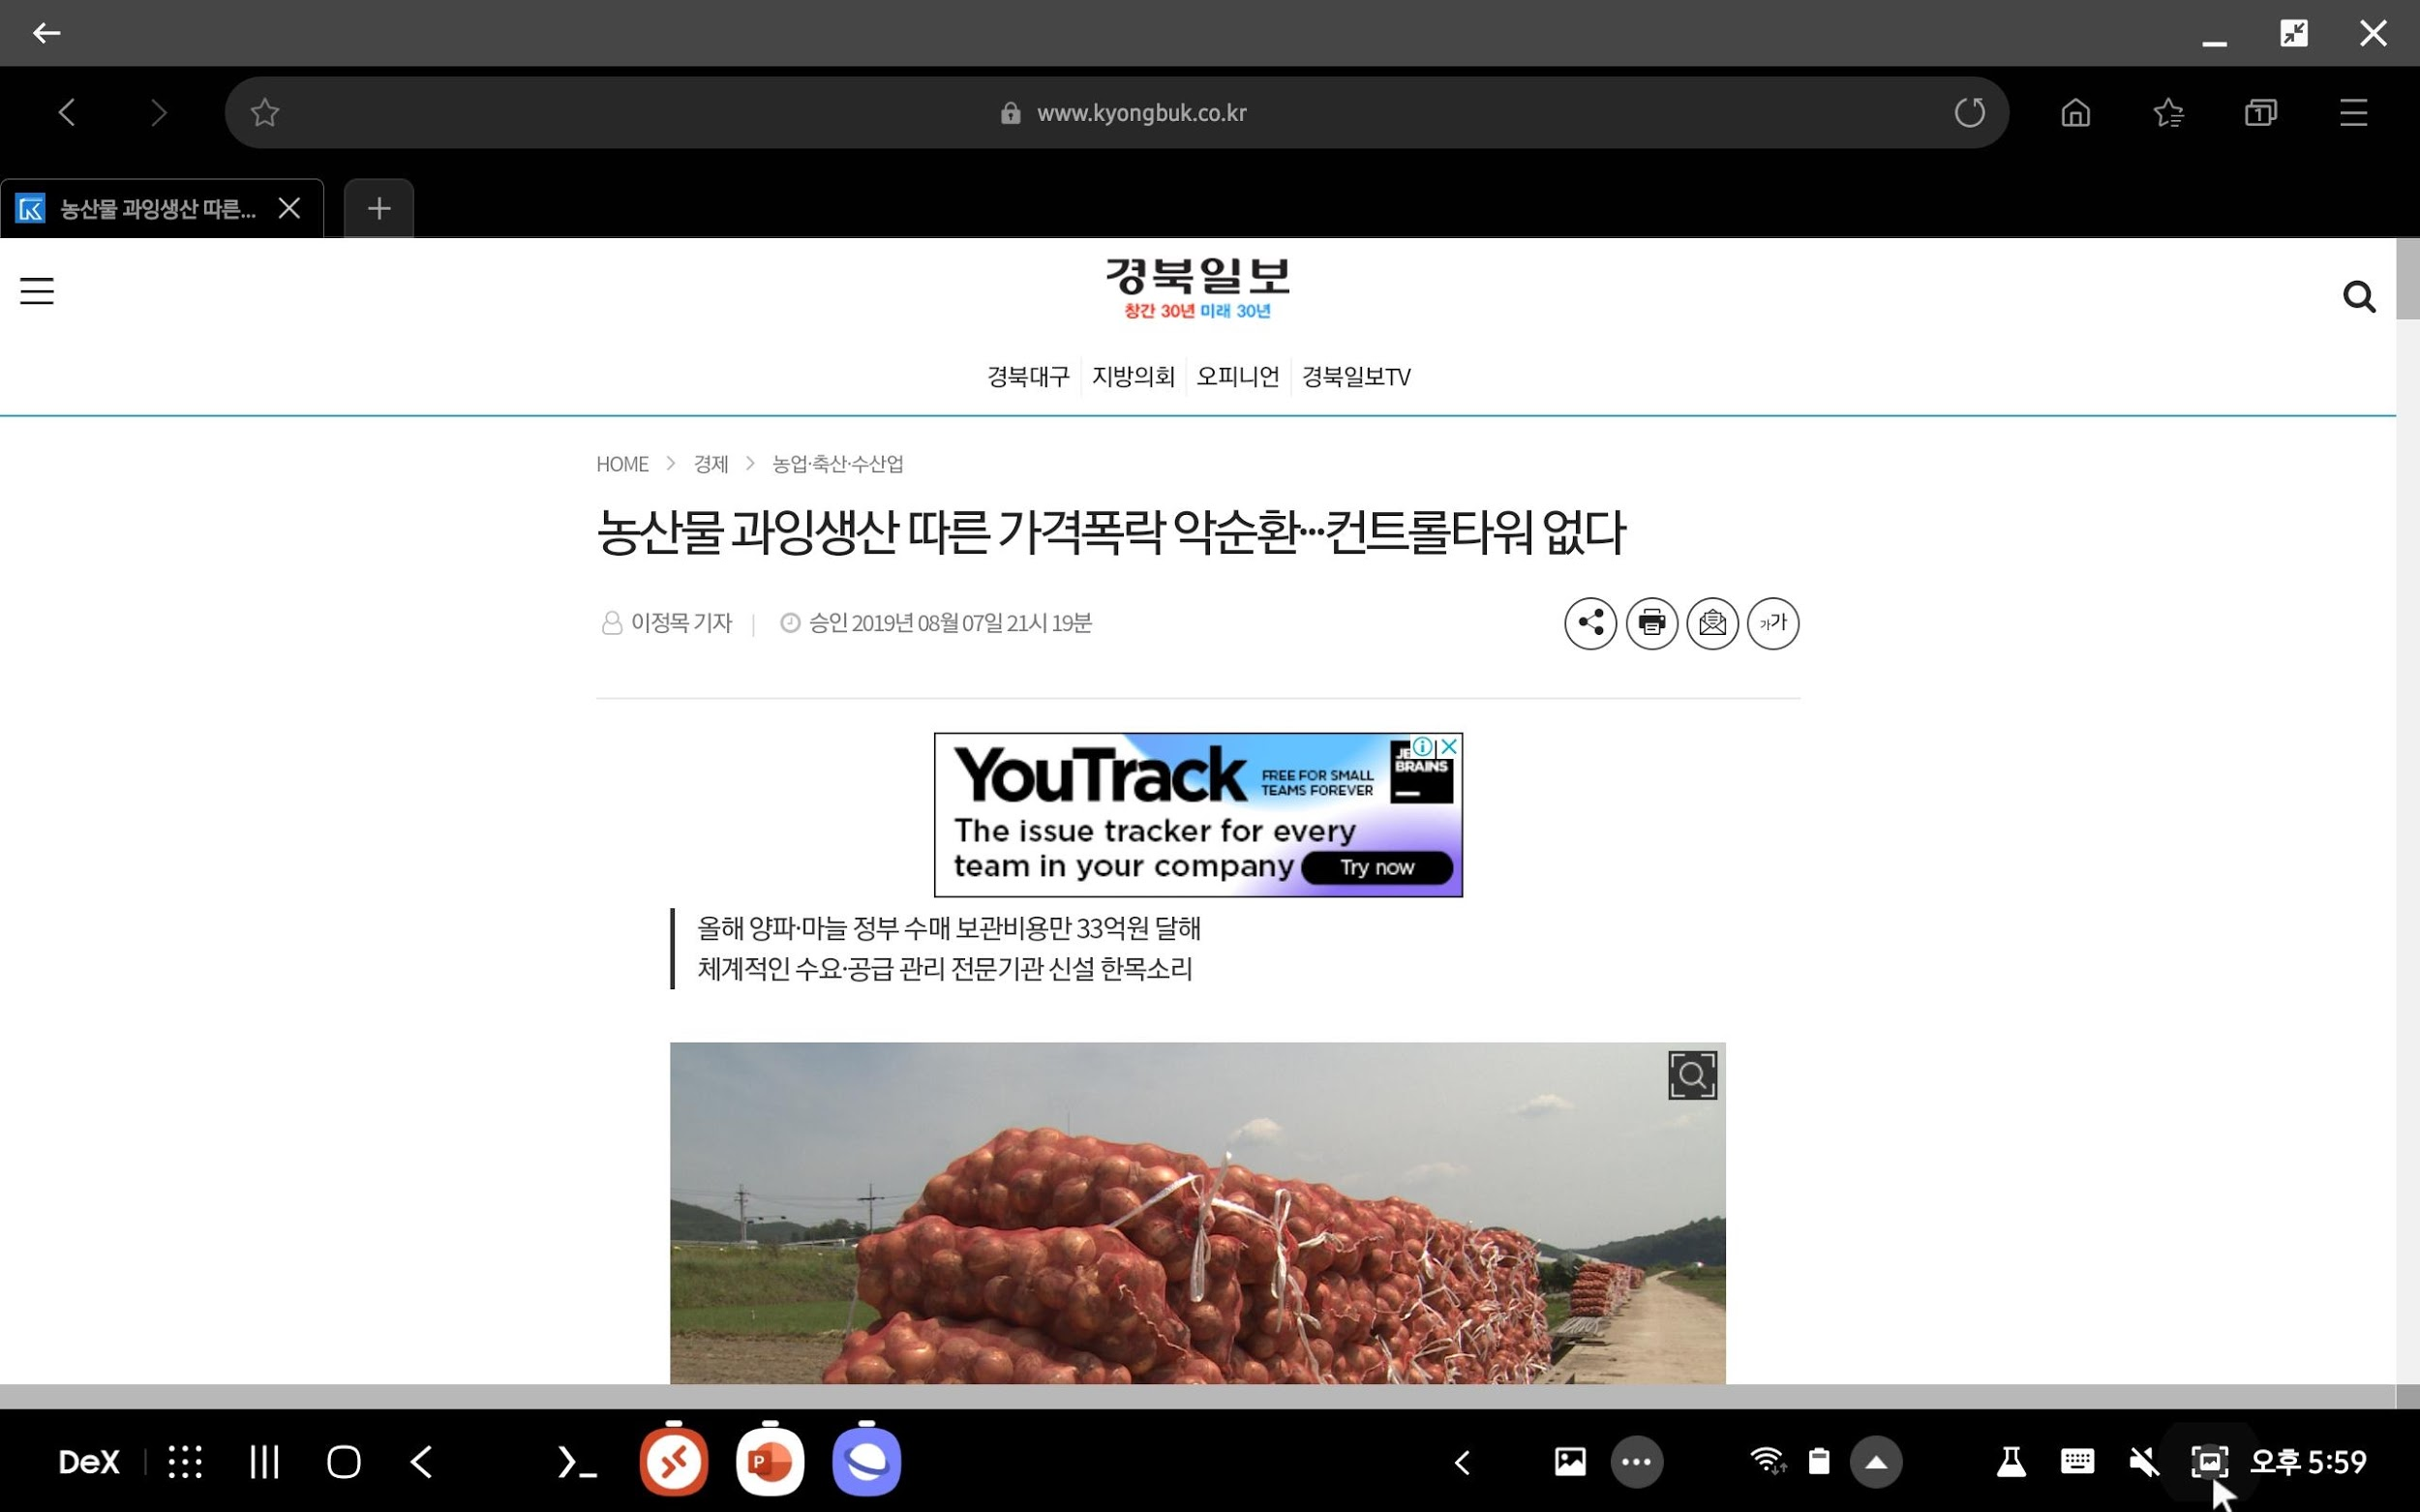 www.kyongbuk.co.kr
1
농산물 과잉생산 따른...
경북일보
창간 30년 미래 30년
경북대구 지방의회 오피니언 경북일보TV
HOME > 경제 > 농업·축산·수산업
농산물 과잉생산 따른 가격폭락 악순환…컨트롤타워 없다
이정목 기자 | 승인 2019년 08월 07일 21시 19분
가가
YouTrack FREE FOR SMALL
TEAMS FOREVER
BRAINS
The issue tracker for every
team in your company Try now
올해 양파·마늘 정부 수매 보관비용만 33억원 달해
체계적인 수요·공급 관리 전문기관 신설 한목소리
DeX
P
오후 5:59